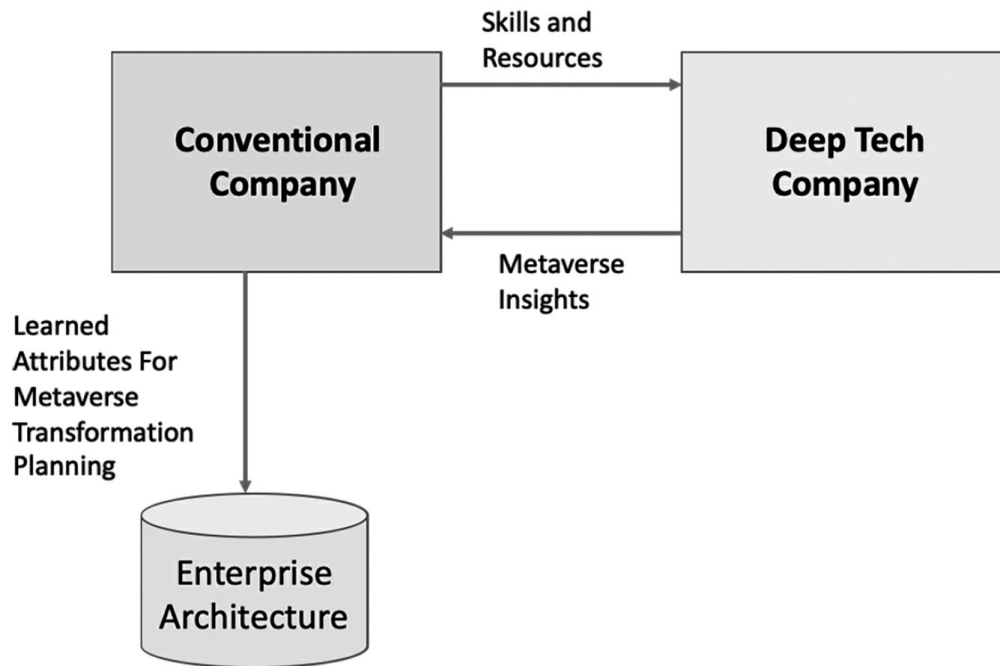 Skills and
Resources
Conventional
Company
Deep Tech
Company
Metaverse
Insights
Learned
Attributes For
Metaverse
Transformation
Planning
Enterprise
Architecture